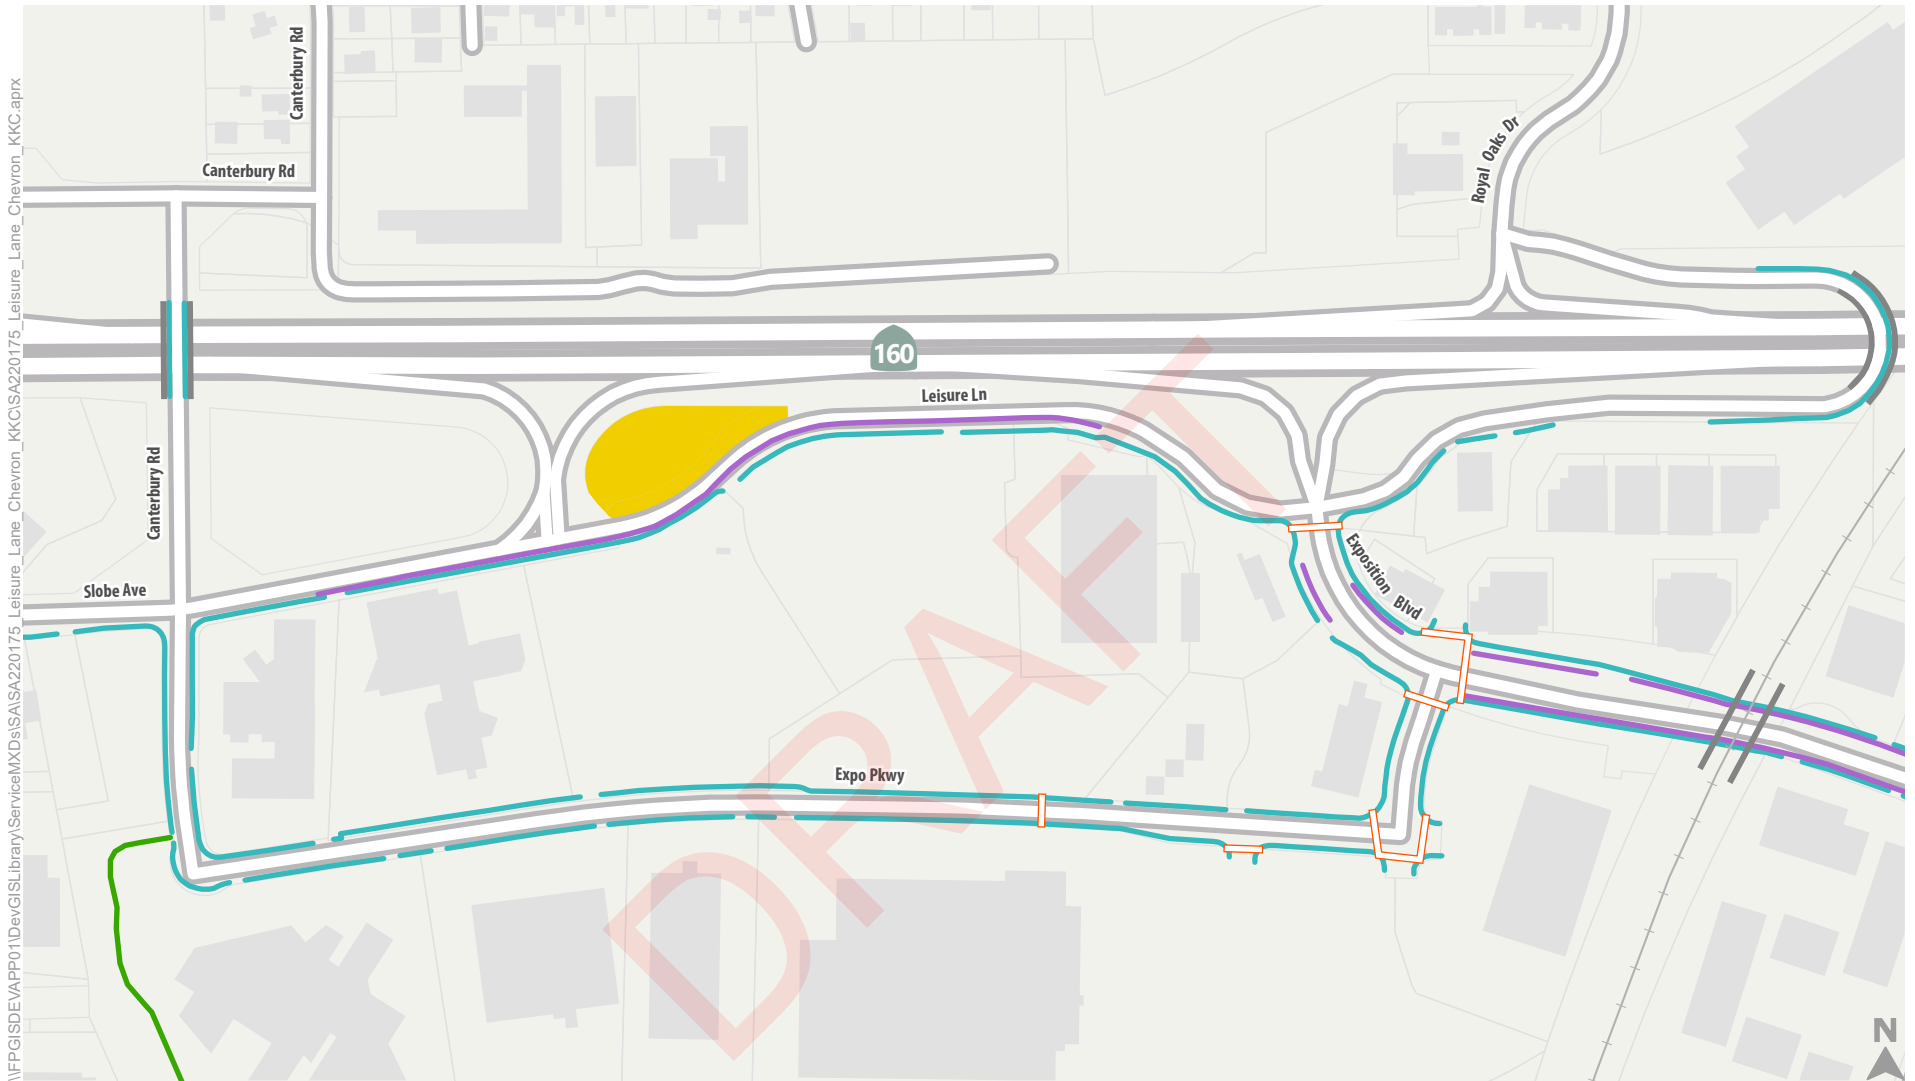 Canterbury Rd
Canterbury Rd
Royal Oaks Dr
160
Leisure Ln
Canterbury Rd
Exposition Blvd
Slobe Ave
Expo Pkwy
DRAFT
N
\\FPGISDEVAPP01\DevGISLibrary\ServiceMXDs\SA\SA220175_Leisure_Lane_Chevron_KKC\SA220175_Leisure_Lane_Chevron_KKC.aprx